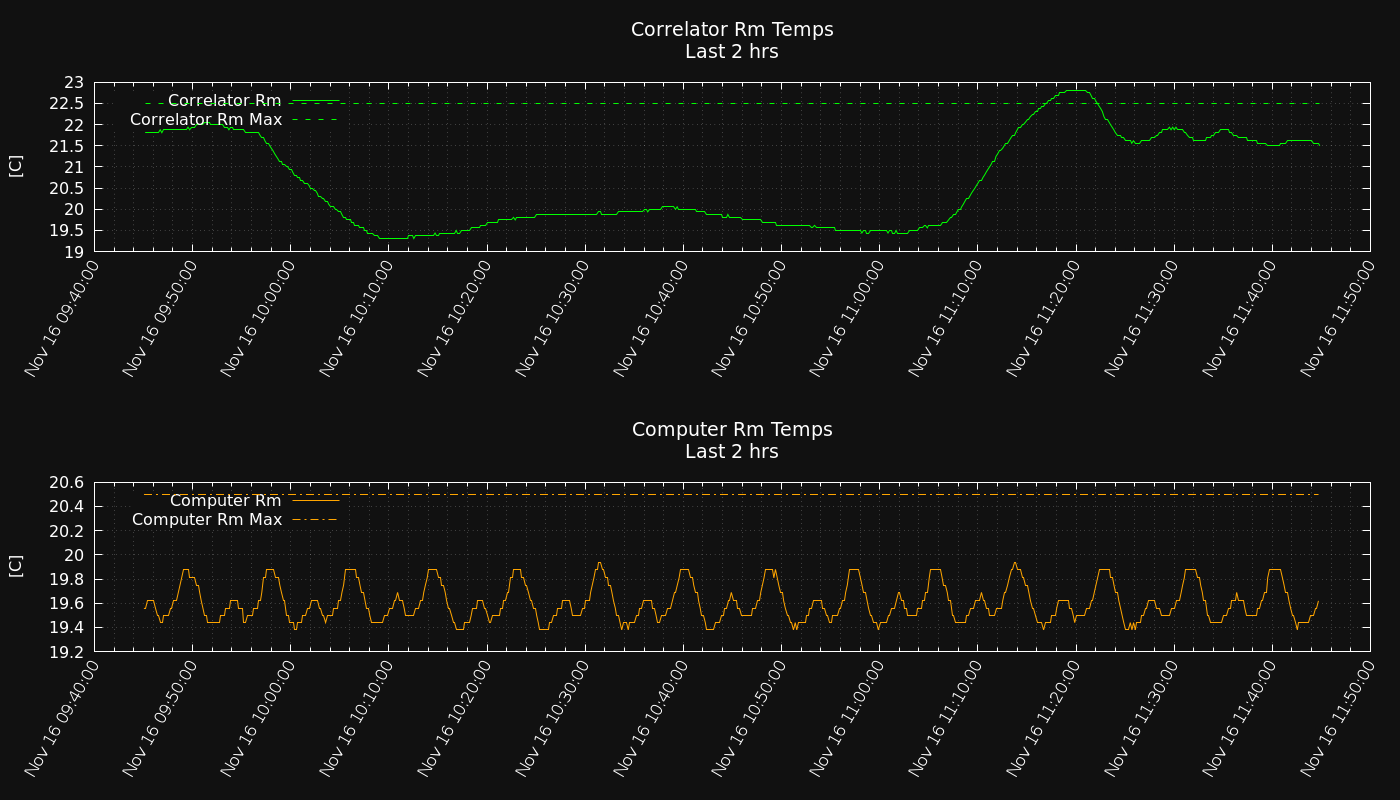 Correlator Rm Temps
Last 2 hrs
23
22.5
22
21.5
21
20.5
20
19.5
19
[C]
Correlator Rm
Correlator Rm Max
Nov 16 09:40:00
Nov 16 09:50:00
Nov 16 10:00:00
Nov 16 10:10:00
Nov 16 10:20:00
Nov 16 10:30:00
Nov 16 10:40:00
Nov 16 10:50:00
Nov 16 11:00:00
Nov 16 11:10:00
Nov 16 11:20:00
Nov 16 11:30:00
Nov 16 11:40:00
Nov 16 11:50:00
Computer Rm Temps
Last 2 hrs
20.6
20.4
20.2
20
19.8
19.6
19.4
19.2
[C]
Computer Rm
Computer Rm Max
Nov 16 09:40:00
Nov 16 09:50:00
Nov 16 10:00:00
Nov 16 10:10:00
Nov 16 10:20:00
Nov 16 10:30:00
Nov 16 10:40:00
Nov 16 10:50:00
Nov 16 11:00:00
Nov 16 11:10:00
Nov 16 11:20:00
Nov 16 11:30:00
Nov 16 11:40:00
Nov 16 11:50:00